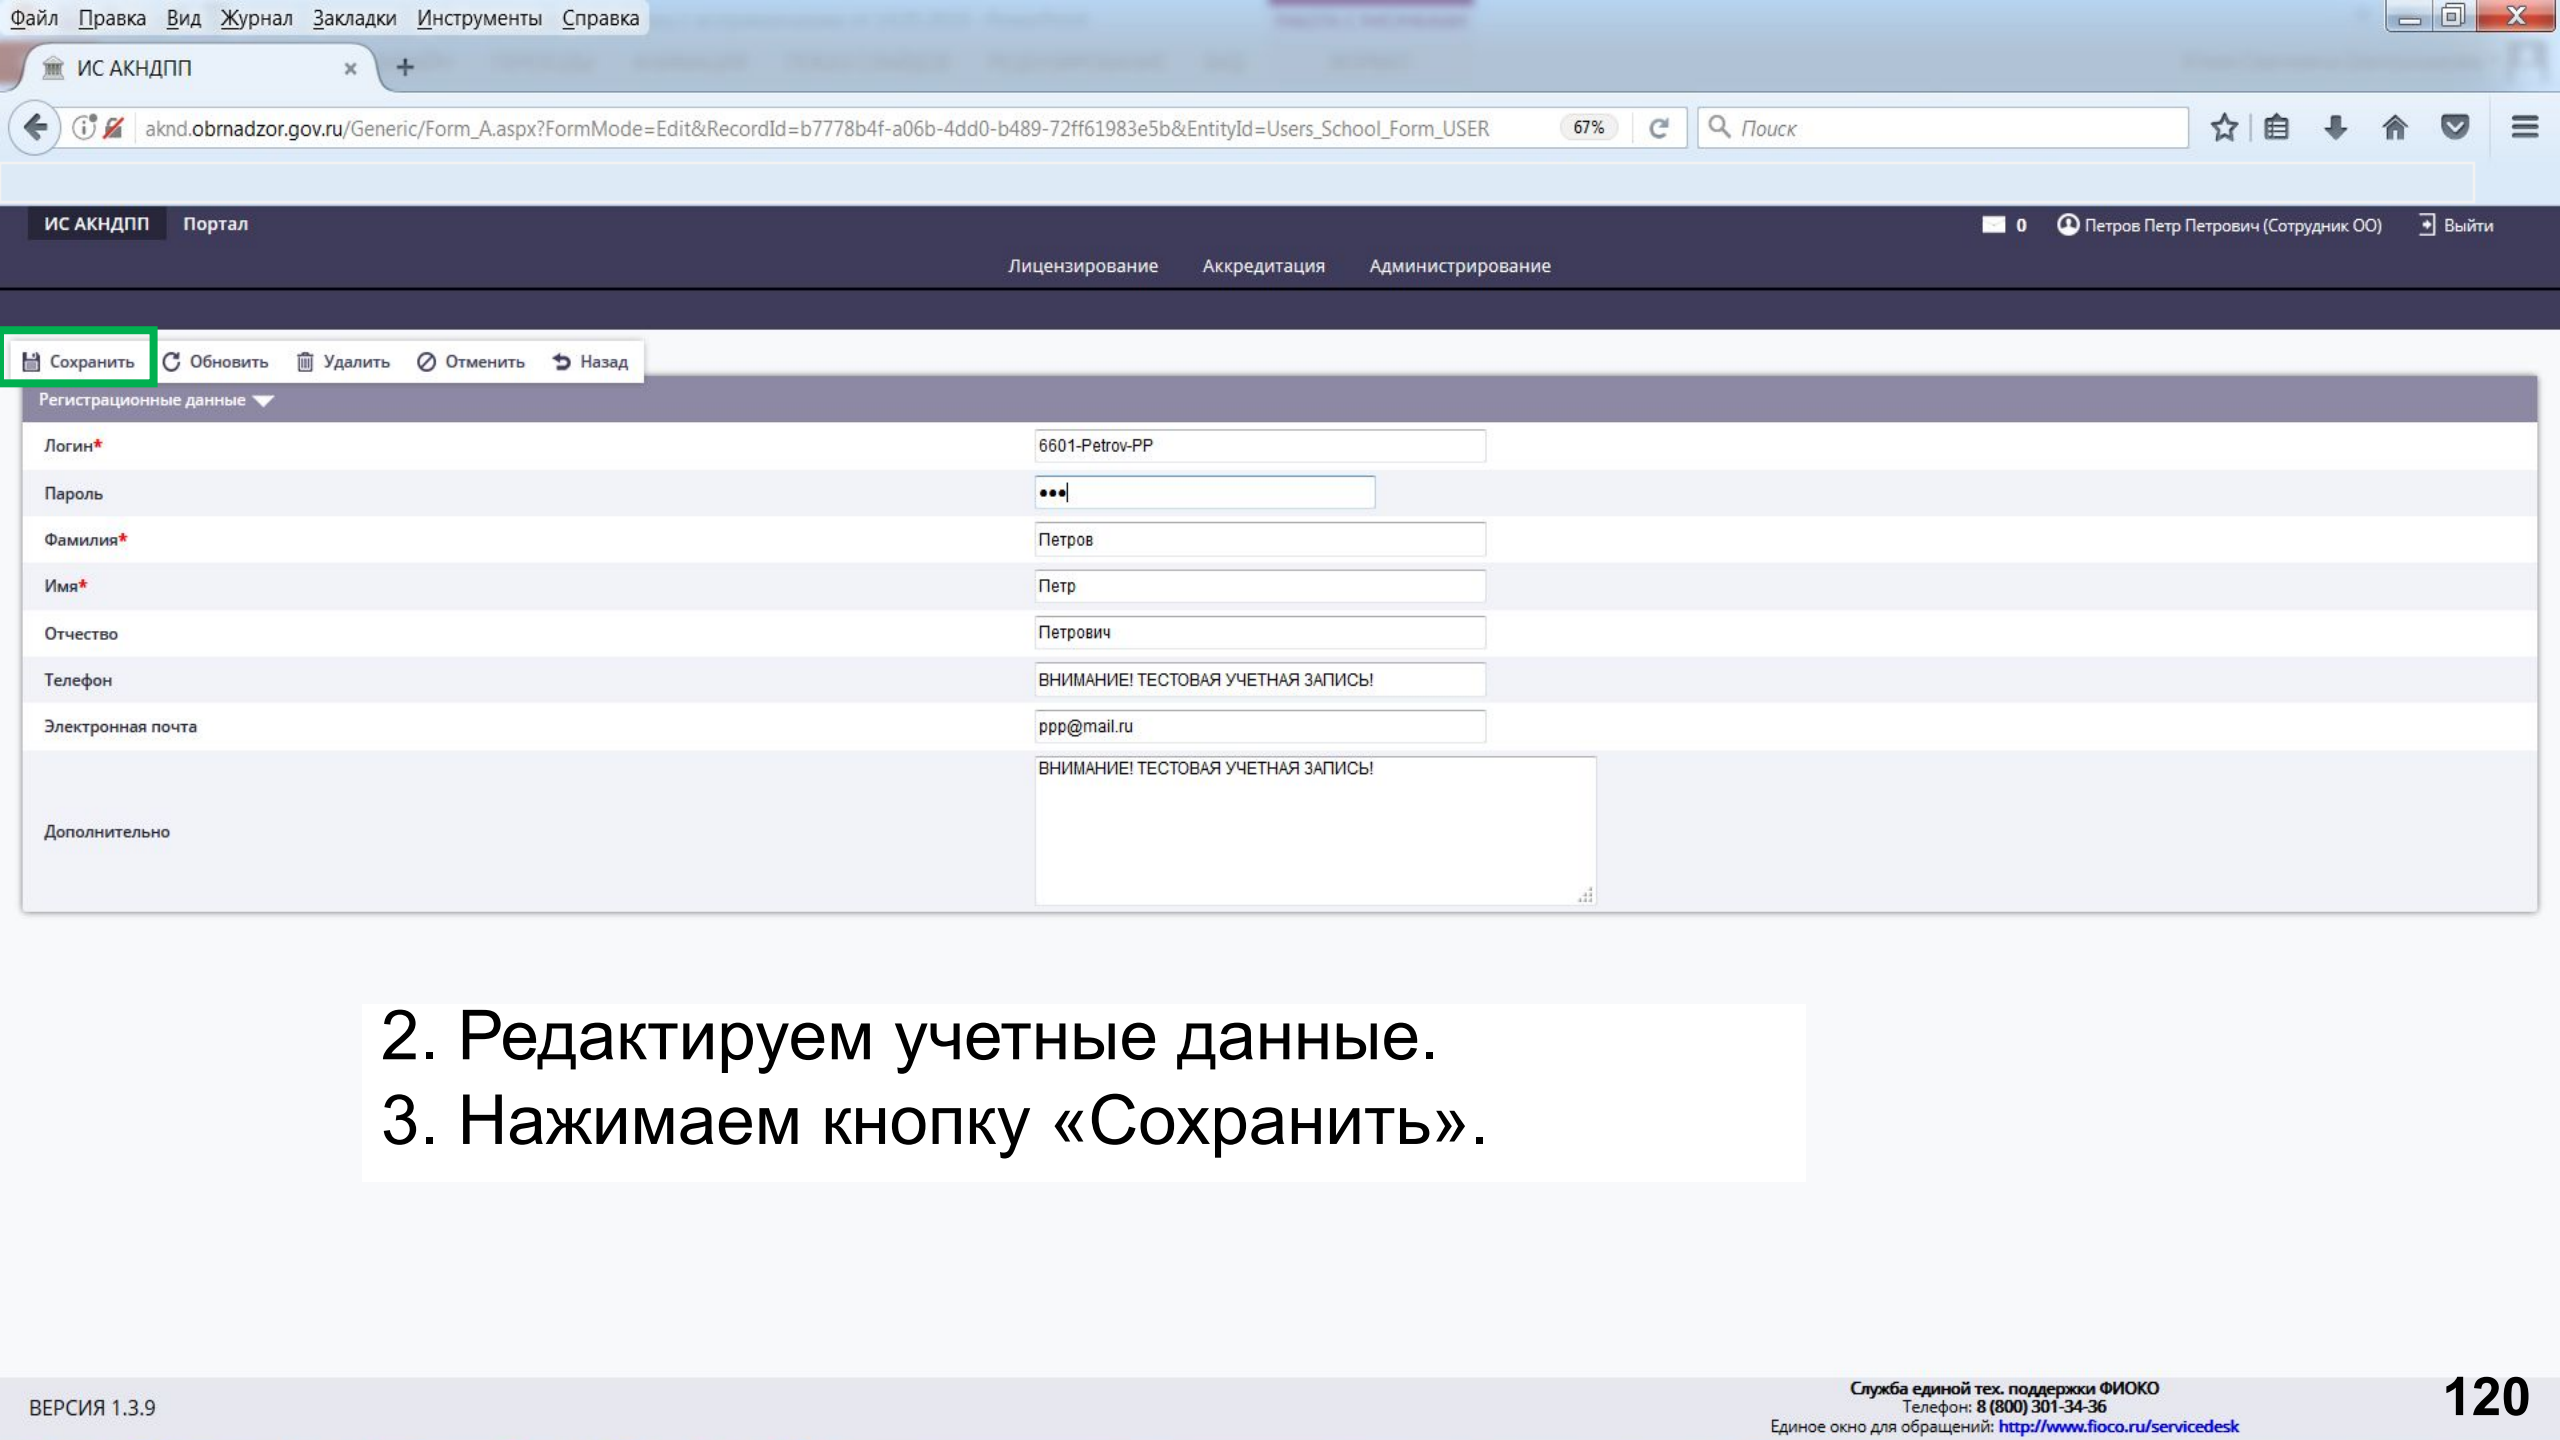 Файл Правка Вид Журнал Закладки Инструменты Справка
ИС АКНДПП
aknd.obrnadzor.gov.ru/Generic/Form_A.aspx?FormMode=Edit&RecordId=b7778b4f-a06b-4dd0-b489-72ff61983e5b&EntityId=Users_School_Form_USER 67% Поиск
ИС АКНДПП Портал 0 Петров Петр Петрович (Сотрудник ОО) Выйти
Лицензирование Аккредитация Администрирование
Сохранить Обновить Удалить Отменить Назад
Регистрационные данные
Логин* 6601-Petrov-PP
Пароль •••
Фамилия* Петров
Имя* Петр
Отчество Петрович
Телефон ВНИМАНИЕ! ТЕСТОВАЯ УЧЕТНАЯ ЗАПИСЬ!
Электронная почта ppp@mail.ru
ВНИМАНИЕ! ТЕСТОВАЯ УЧЕТНАЯ ЗАПИСЬ!
Дополнительно
2. Редактируем учетные данные.
3. Нажимаем кнопку «Сохранить».
ВЕРСИЯ 1.3.9
Служба единой тех. поддержки ФИОКО
Телефон: 8 (800) 301-34-36
Единое окно для обращений: http://www.fioco.ru/servicedesk
120